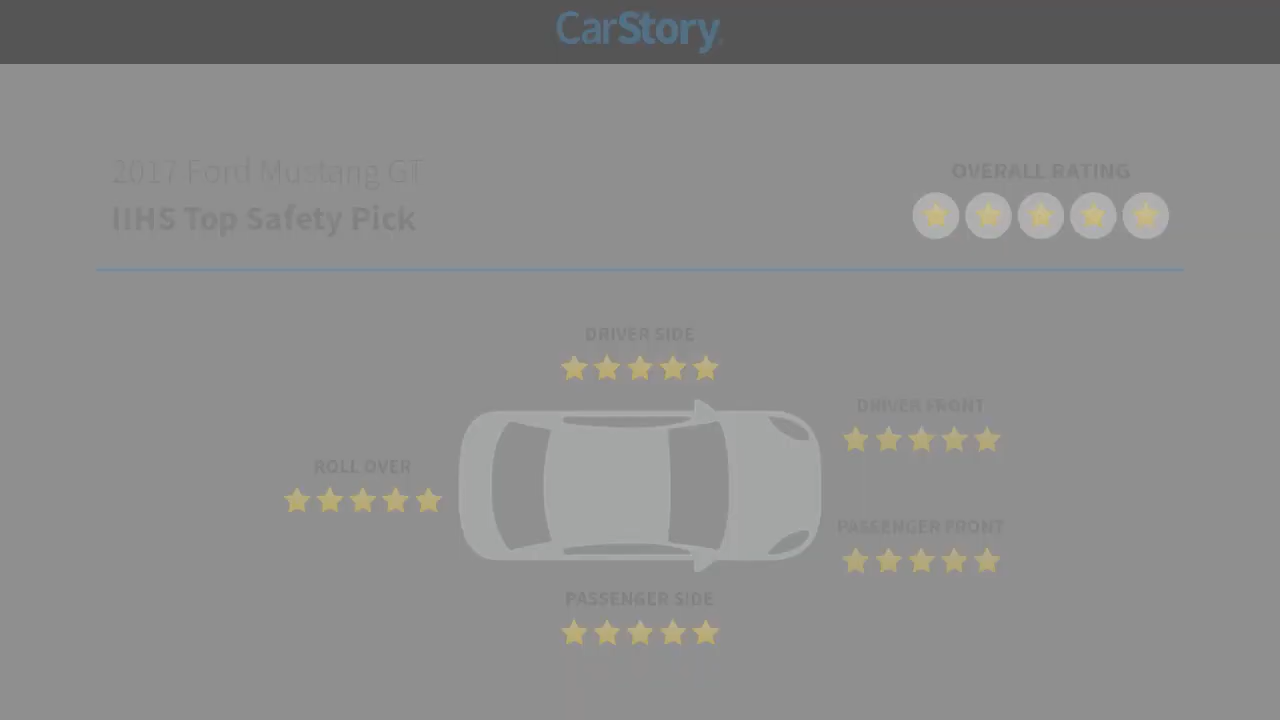 CarStory
2017 Ford Mustang GT
IIHS Top Safety Pick
OVERALL RATING
DRIVER SIDE
DRIVER FRONT
ROLL OVER
PASSENGER FRONT
PASSENGER SIDE